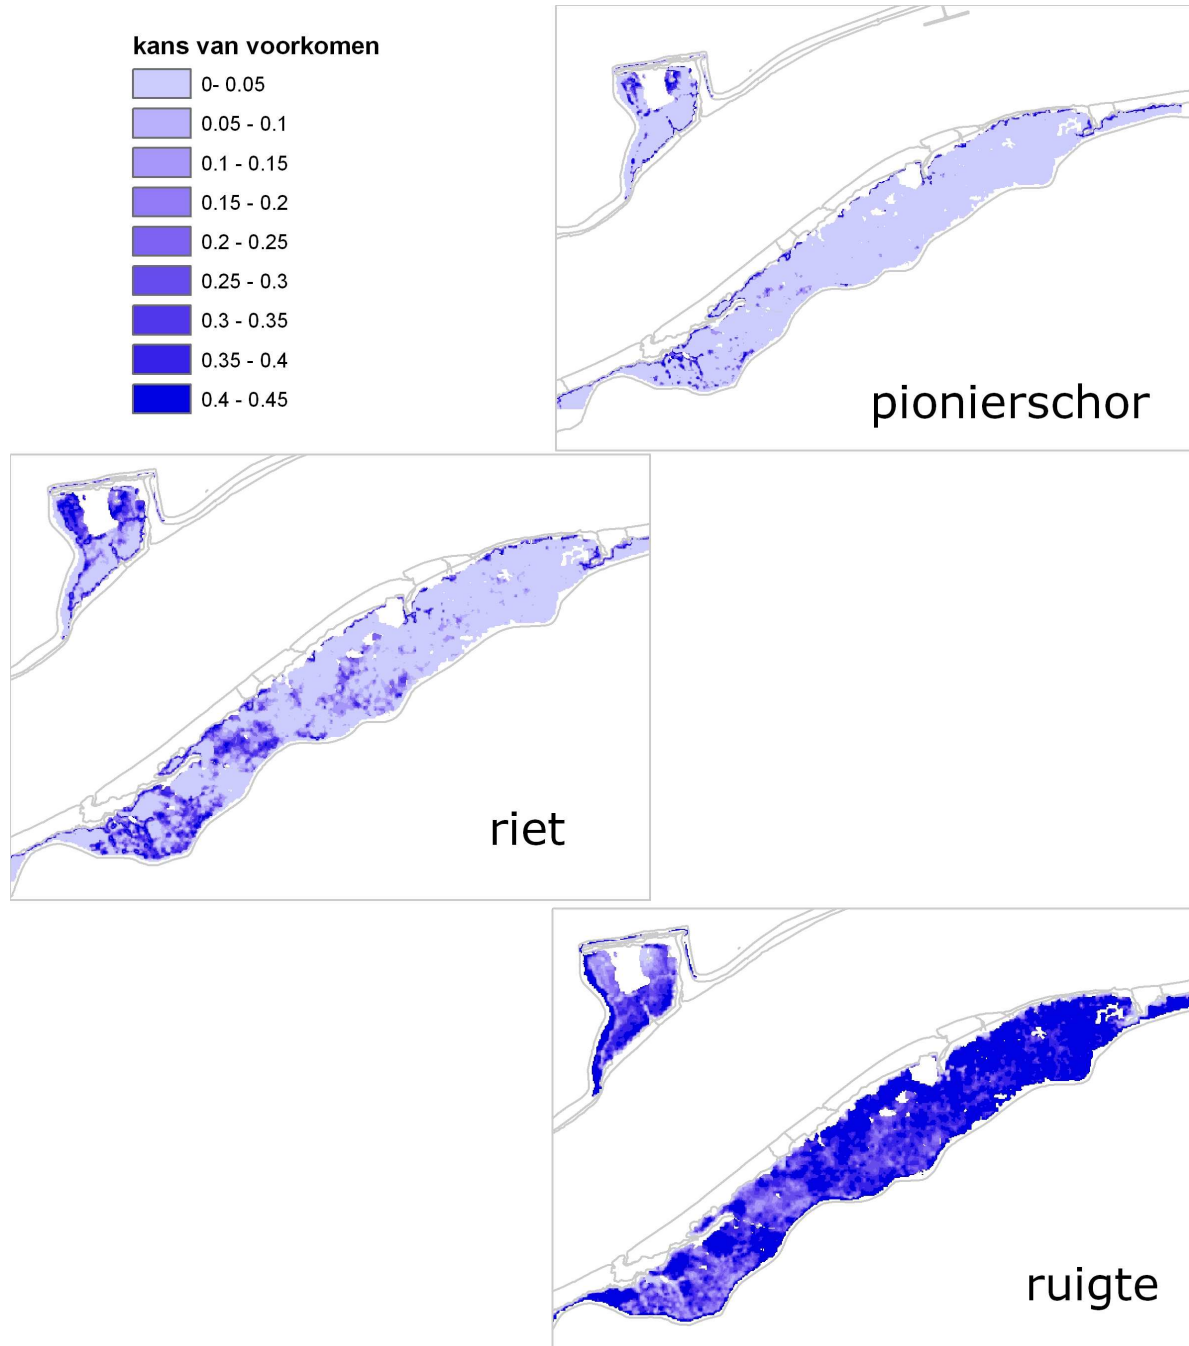 kans van voorkomen
0- 0.05
0.05 - 0.1
0.1 - 0.15
0.15 - 0.2
0.2 - 0.25
0.25 - 0.3
0.3 - 0.35
0.35 - 0.4
0.4 - 0.45
pionierschor
riet
ruigte